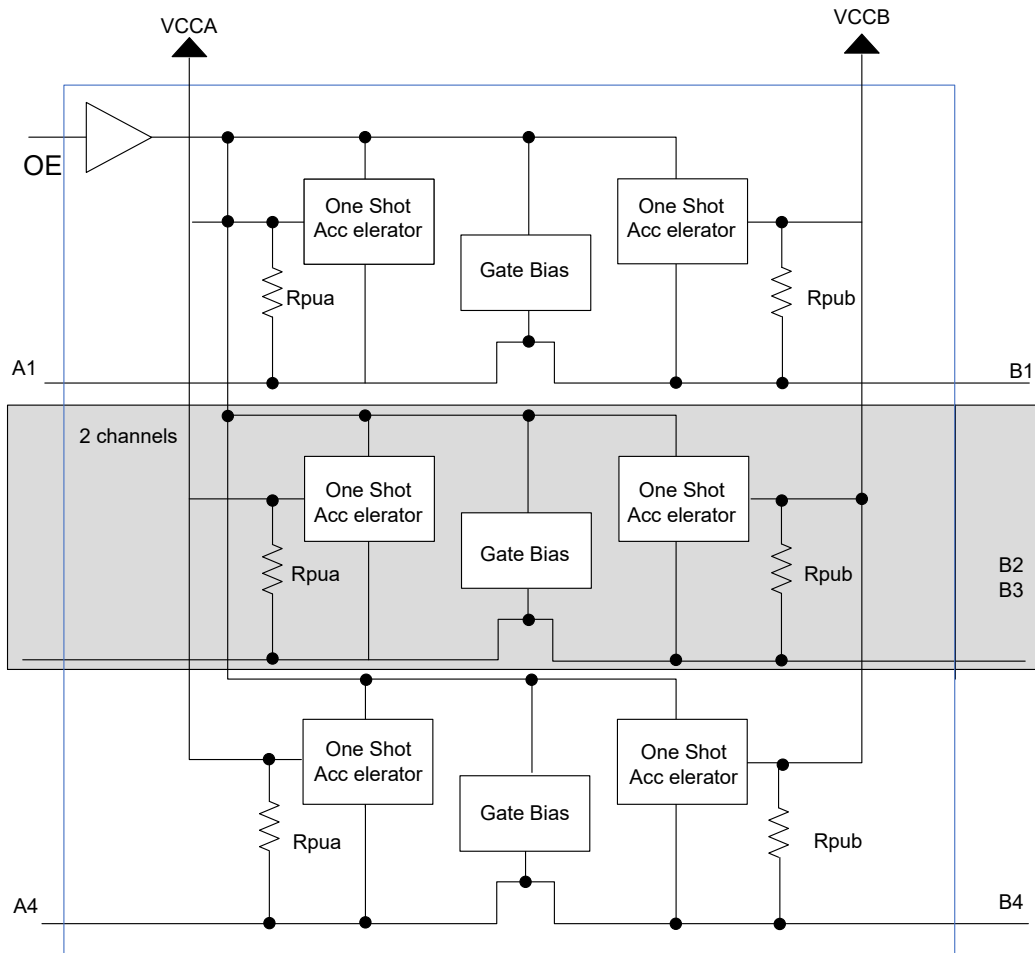 VCCA
VCCB
OE
One Shot
Acc elerator
One Shot
Acc elerator
Gate Bias
Rpua
Rpub
A1
B1
2 channels
One Shot
Acc elerator
One Shot
Acc elerator
Gate Bias
Rpua
Rpub
B2
B3
One Shot
Acc elerator
One Shot
Acc elerator
Gate Bias
Rpua
Rpub
A4
B4